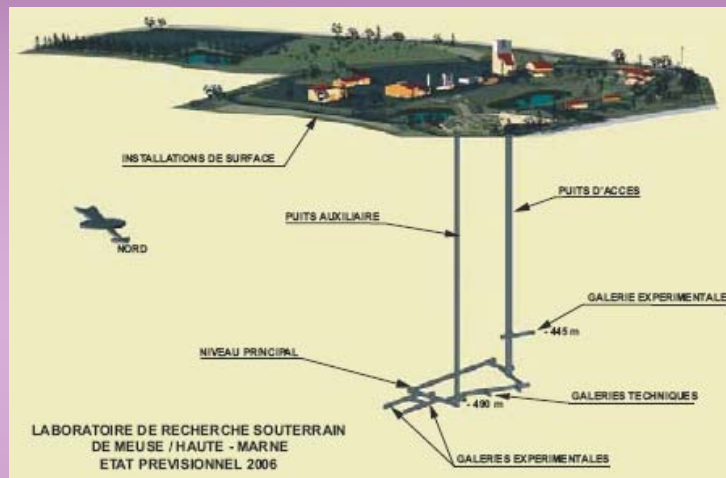 INSTALLATIONS DE SURFACE
PUITS D'ACCES
PUITS AUXILIAIRE
NORD
GALERIE EXPERIMENTALE
- 445 m
NIVEAU PRINCIPAL
GALERIES TECHNIQUES
- 490 m
LABORATOIRE DE RECHERCHE SOUTERRAIN
DE MEUSE / HAUTE - MARNE
ETAT PREVISIONNEL 2006
GALERIES EXPERIMENTALES